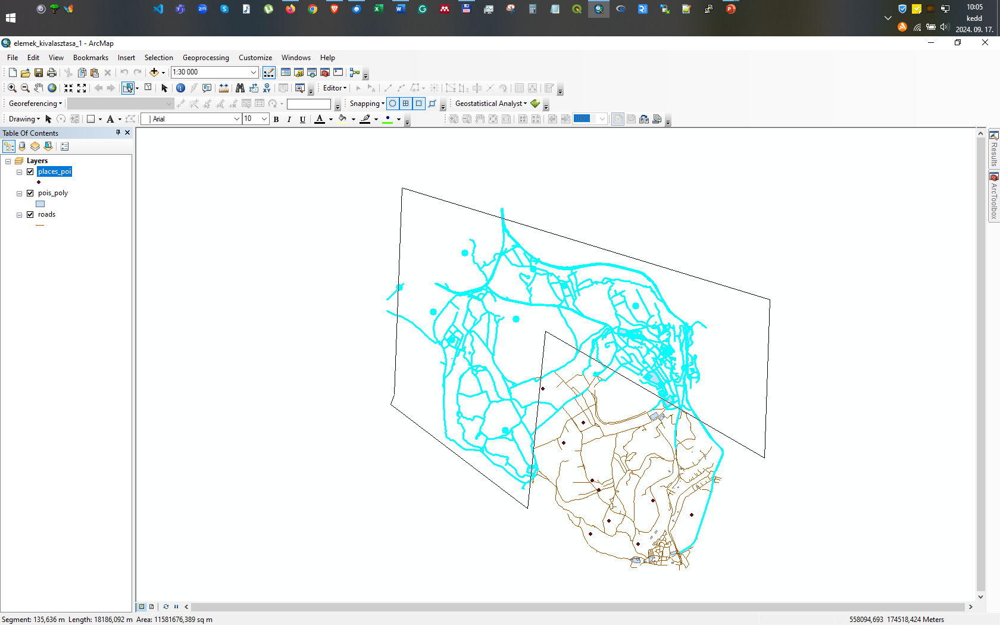 10:05
kedd
2024. 09. 17.
elemek_kivalasztasa_1 - ArcMap
File Edit View Bookmarks Insert Selection Geoprocessing Customize Windows Help
1:30 000
Editor
Georeferencing
Snapping
Geostatistical Analyst
Drawing
Arial
10
B I U A
100%
Table Of Contents
Layers
places_poi
pois_poly
roads
Results
ArcToolbox
Segment: 135,636 m Length: 18186,092 m Area: 11581676,389 sq m
558094,693 174518,424 Meters